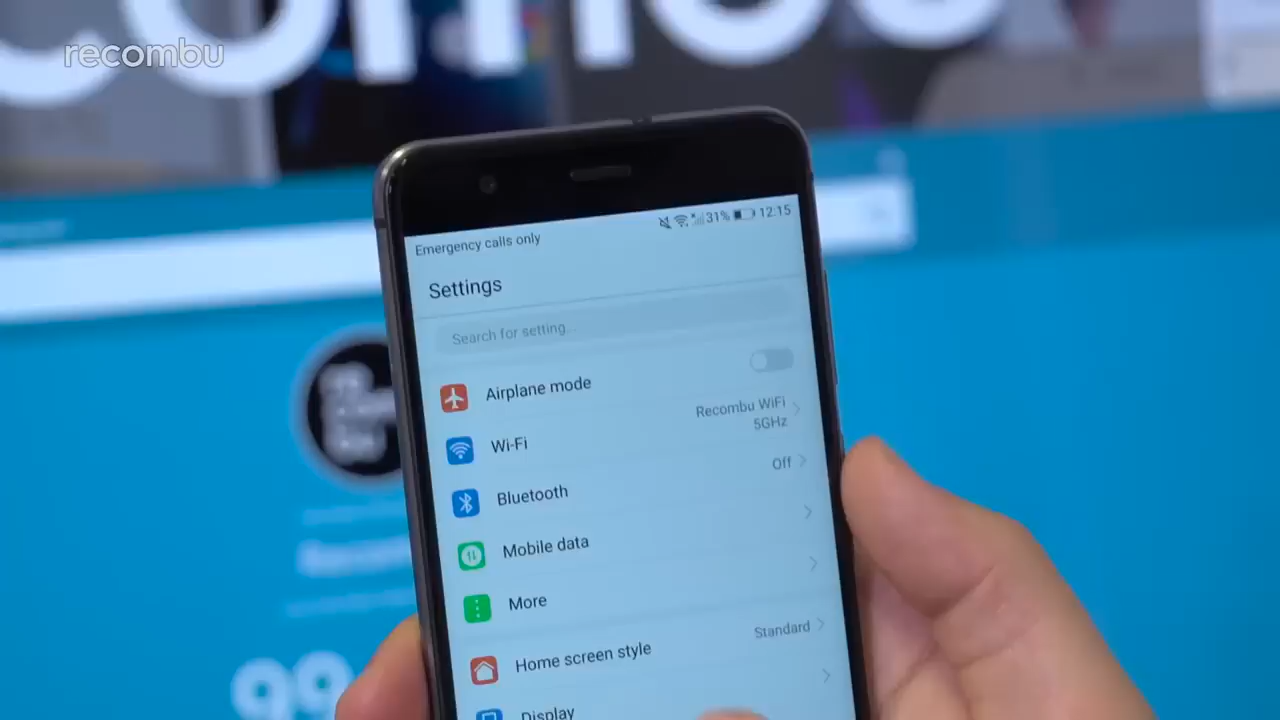 recombu
31% 12:15
Emergency calls only
Settings
Search for setting...
Airplane mode
Recombu WiFi
5GHz
Wi-Fi
Off
Bluetooth
Mobile data
More
Standard
Home screen style
Display
99